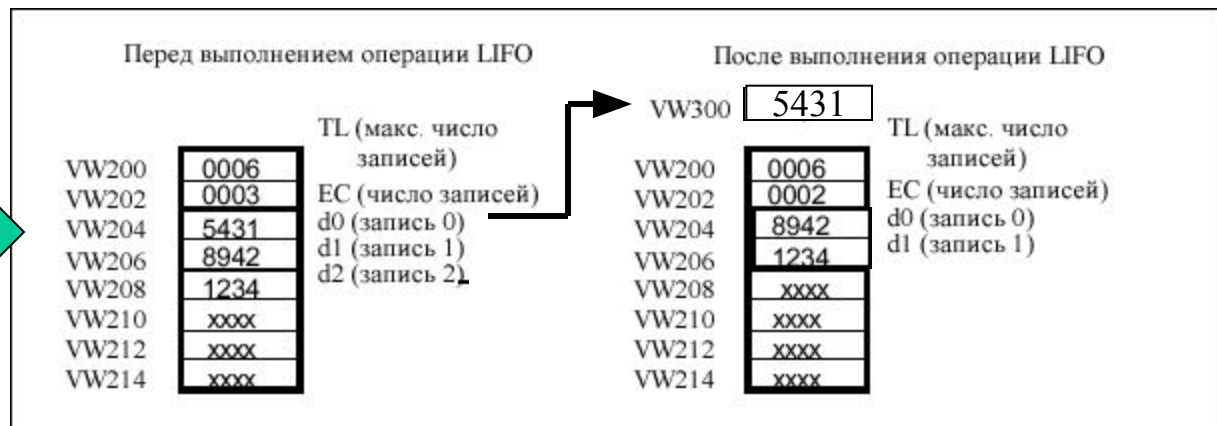 Перед выполнением операции LIFO
TL (макс. число
записей)
VW200 0006
VW202 0003 EC (число записей)
VW204 5431 d0 (запись 0)
VW206 8942 d1 (запись 1)
VW208 1234 d2 (запись 2)
VW210 xxxx
VW212 xxxx
VW214 xxxx
После выполнения операции LIFO
VW300 5431
TL (макс. число
записей)
VW200 0006
VW202 0002 EC (число записей)
VW204 8942 d0 (запись 0)
VW206 1234 d1 (запись 1)
VW208 xxxx
VW210 xxxx
VW212 xxxx
VW214 xxxx